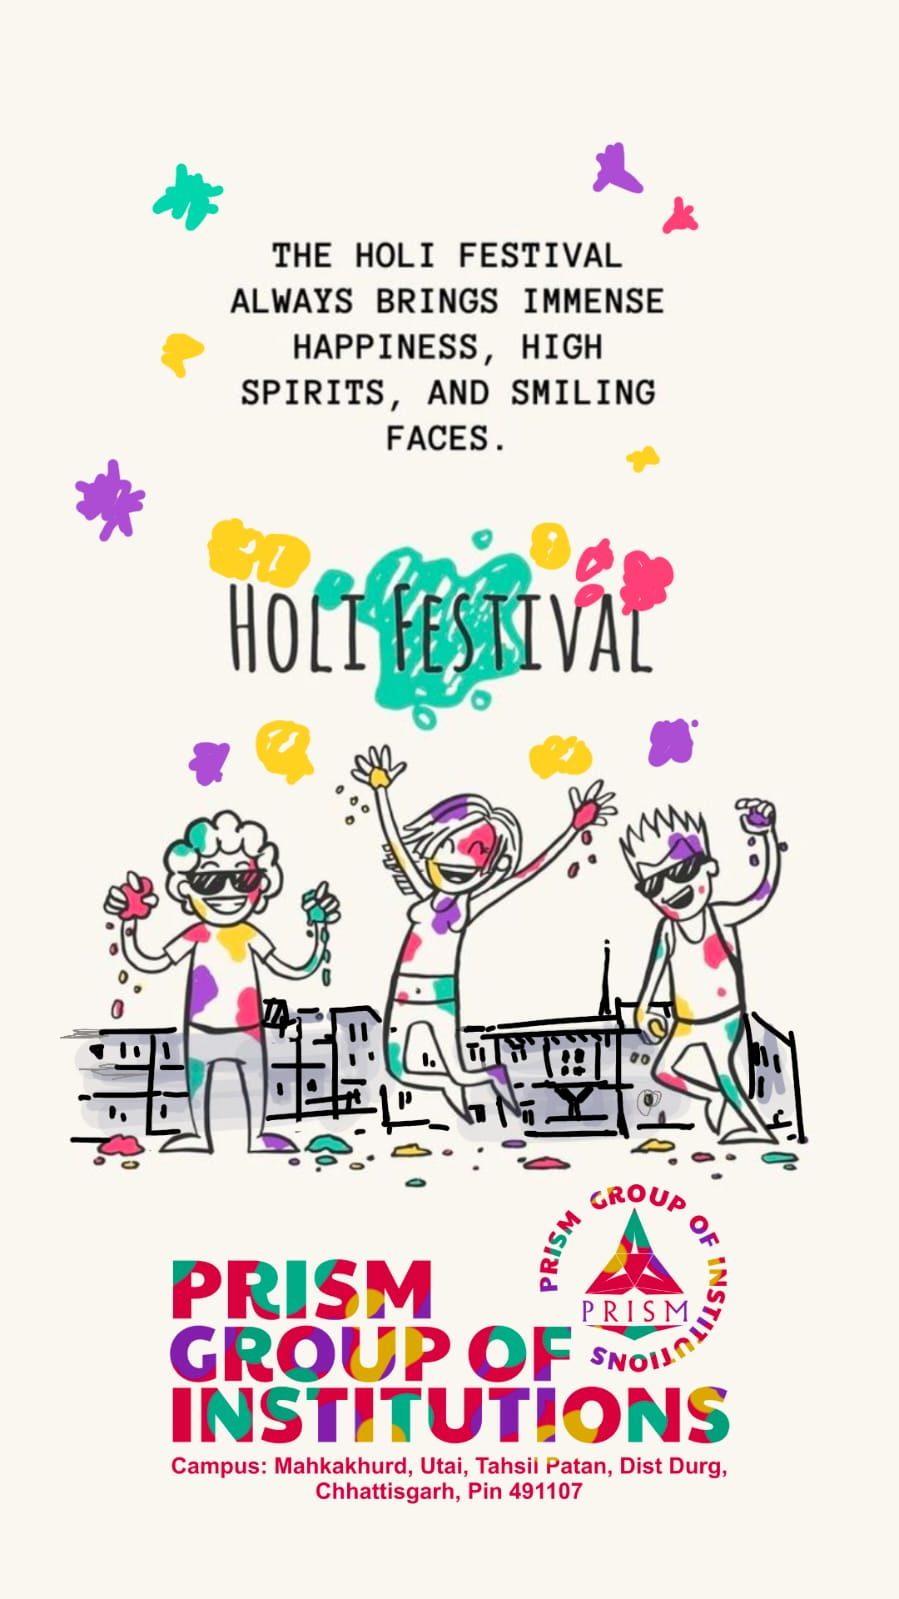 THE HOLI FESTIVAL
ALWAYS BRINGS IMMENSE
HAPPINESS, HIGH
SPIRITS, AND SMILING
FACES.
HOLI FESTIVAL
PRISM GROUP OF INSTITUTIONS
PRISM
PRISM
GROUP OF
INSTITUTIONS
Campus: Mahkakhurd, Utai, Tahsil Patan, Dist Durg,
Chhattisgarh, Pin 491107